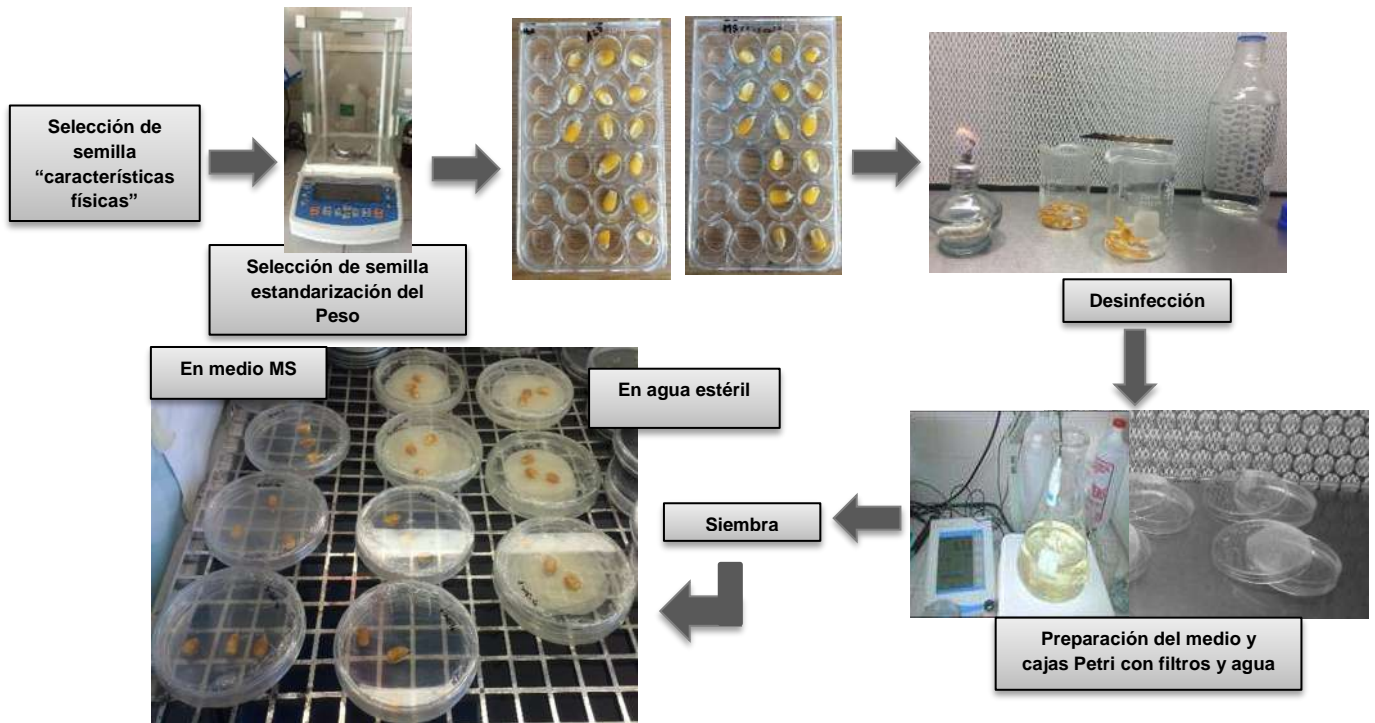 Selección de
semilla
“características
físicas”
Selección de semilla
estandarización del
Peso
Desinfección
Preparación del medio y
cajas Petri con filtros y agua
Siembra
En medio MS
En agua estéril